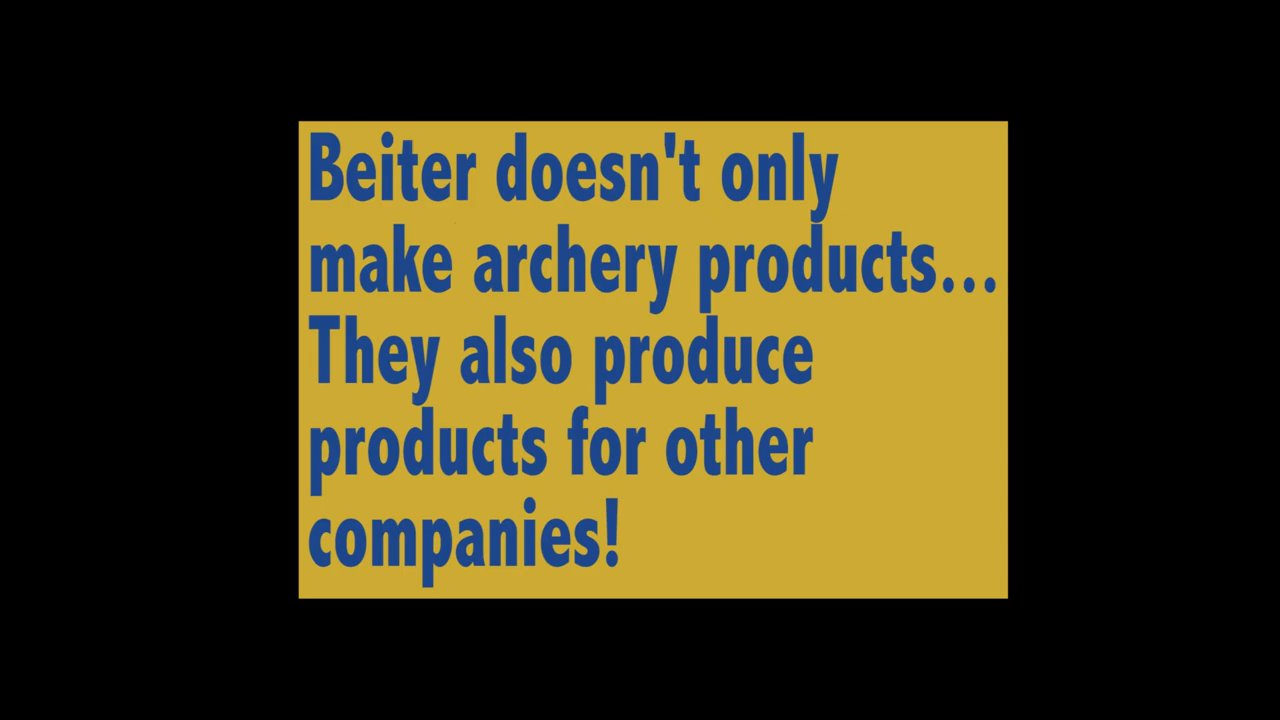 Beiter doesn't only
make archery products...
They also produce
products for other
companies!